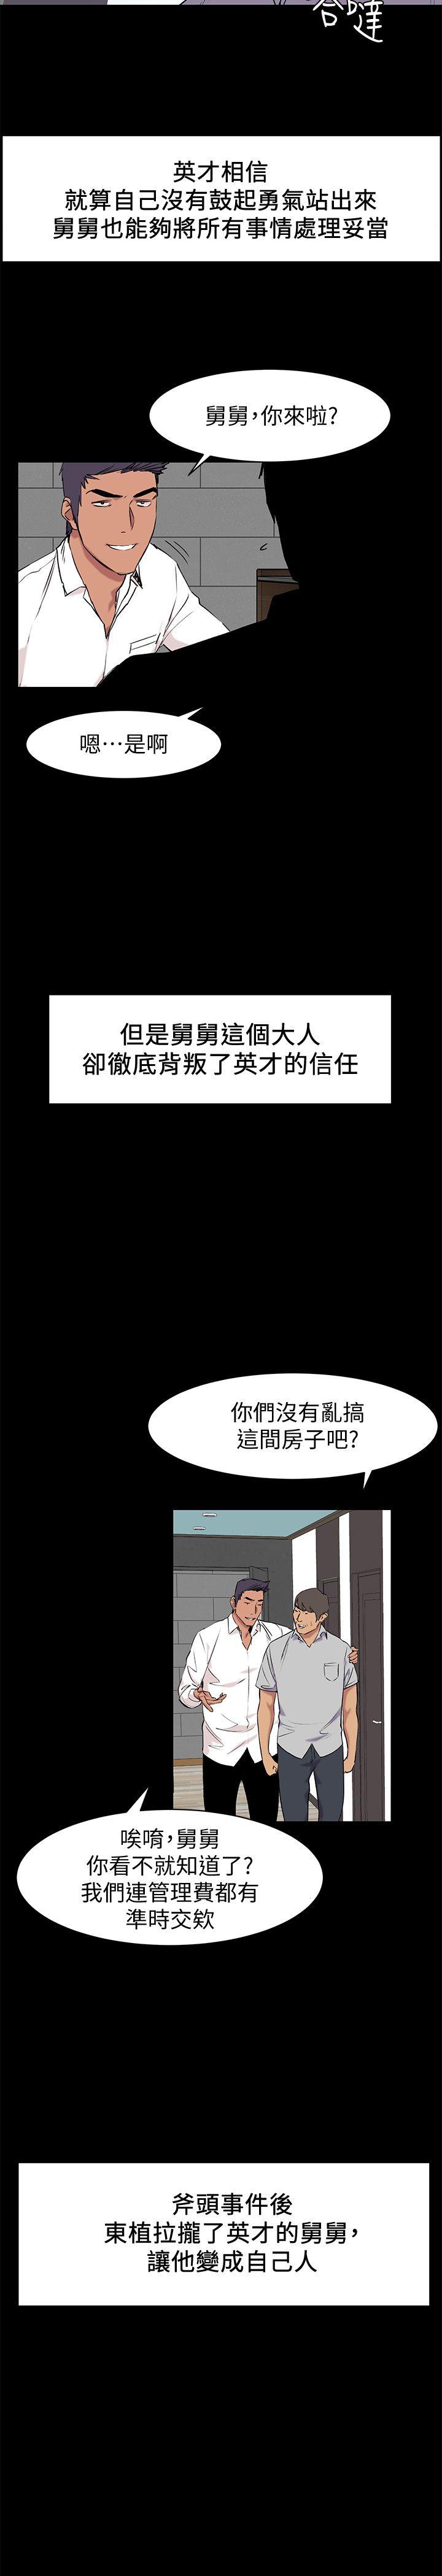 哈噠
英才相信
就算自己沒有鼓起勇氣站出來
舅舅也能夠將所有事情處理妥當
舅舅,你來啦?
嗯…是啊
但是舅舅這個大人
卻徹底背叛了英才的信任
你們沒有亂搞
這間房子吧?
唉唷,舅舅
你看不就知道了?
我們連管理費都有
準時交欸
斧頭事件後
東植拉攏了英才的舅舅,
讓他變成自己人